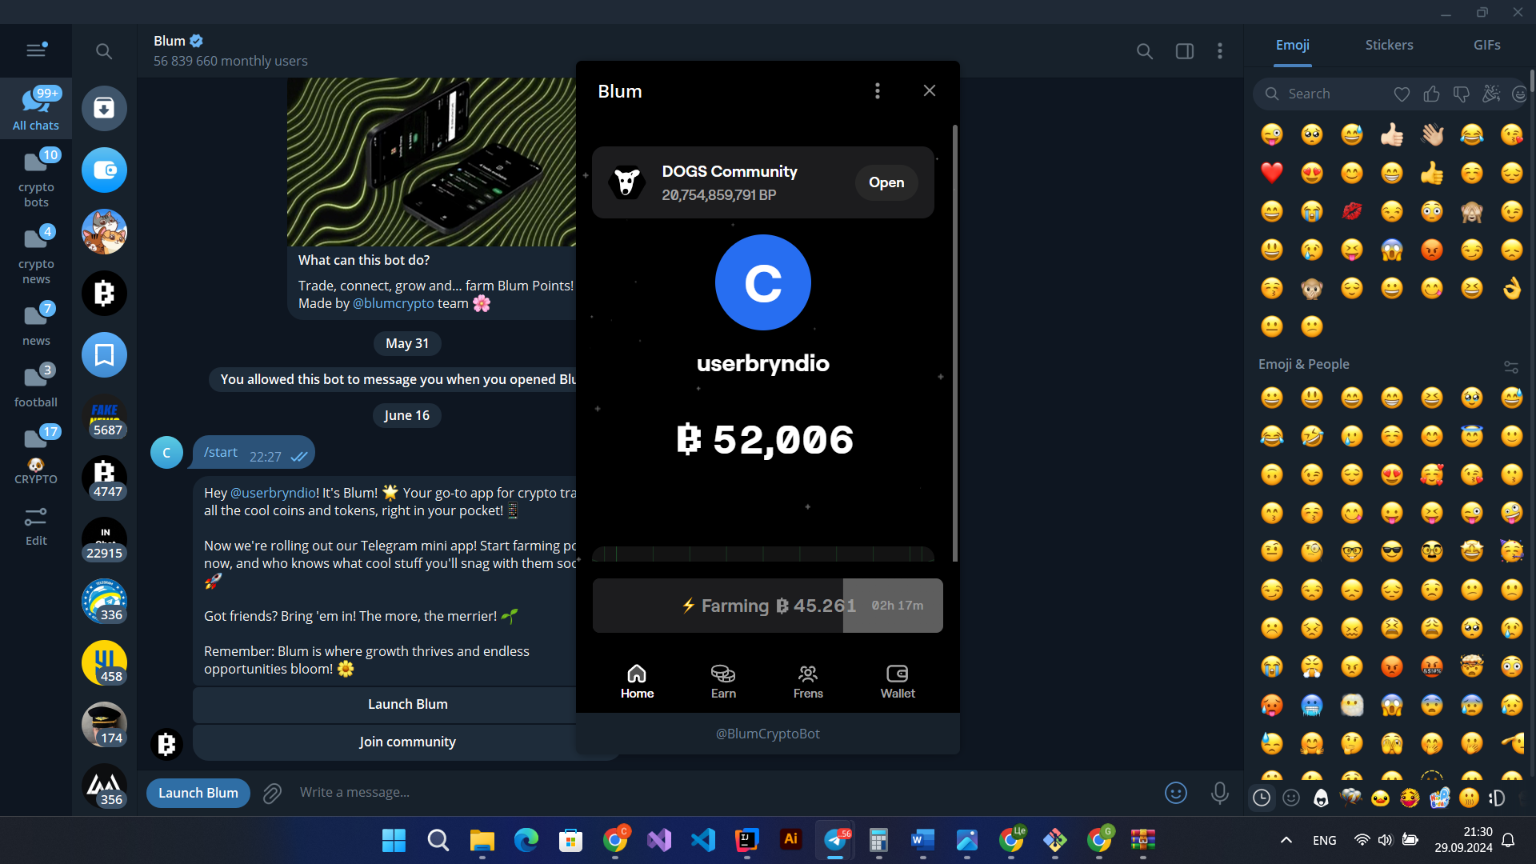 Blum
56 839 660 monthly users
99+
All chats
10
crypto
bots
4
crypto
news
7
news
3
football
17
CRYPTO
Edit
FAKE
5687
4747
IN
22915
336
458
174
356
What can this bot do?
Trade, connect, grow and... farm Blum Points!
Made by @blumcrypto team 🌸
May 31
You allowed this bot to message you when you opened Blu
June 16
C
/start 22:27
Hey @userbryndio! It's Blum! 🌟 Your go-to app for crypto tra
all the cool coins and tokens, right in your pocket! 📱
Now we're rolling out our Telegram mini app! Start farming po
now, and who knows what cool stuff you'll snag with them soo
🚀
Got friends? Bring 'em in! The more, the merrier! 🌱
Remember: Blum is where growth thrives and endless
opportunities bloom! 🌼
Launch Blum
Join community
Launch Blum
Write a message...
Blum
DOGS Community
20,754,859,791 BP
Open
C
userbryndio
52,006
⚡ Farming 45.261
02h 17m
Home
Earn
Frens
Wallet
@BlumCryptoBot
Emoji
Stickers
GIFs
Search
Emoji & People
C
Ai
56
W
Це
G
ENG
21:30
29.09.2024